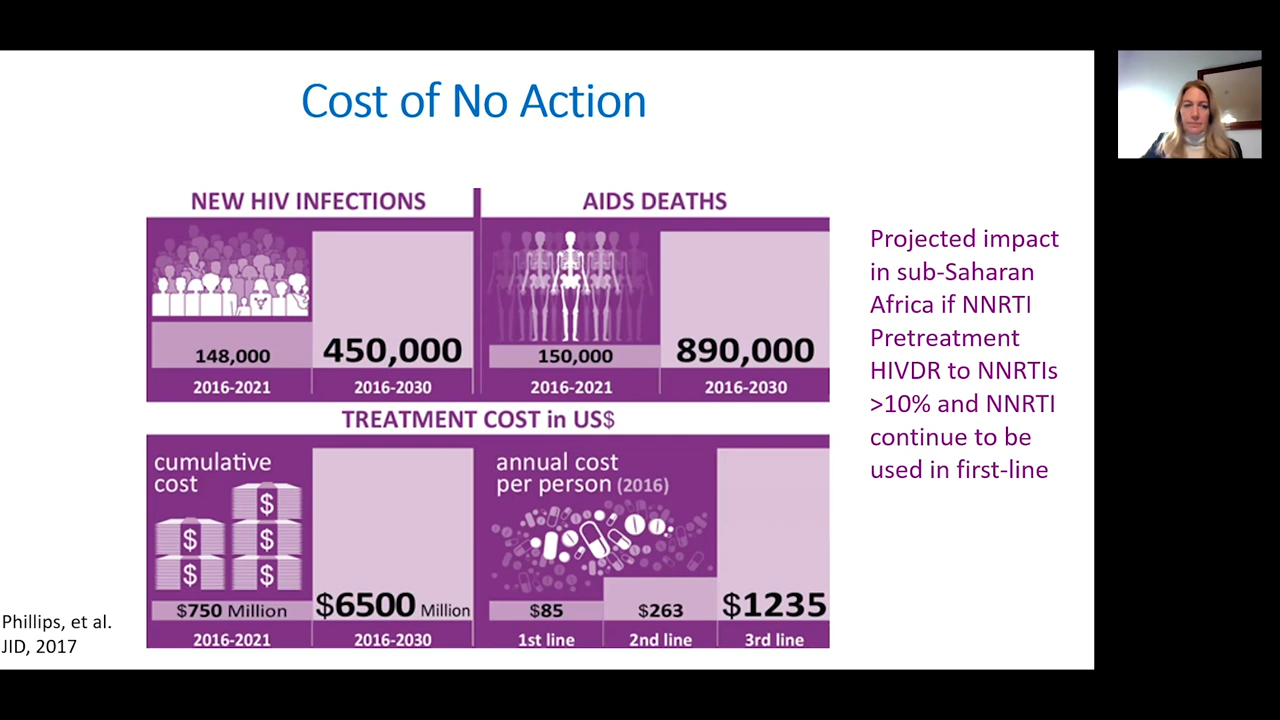 Cost of No Action
NEW HIV INFECTIONS
148,000
450,000
2016-2021
2016-2030
AIDS DEATHS
150,000
890,000
2016-2021
2016-2030
TREATMENT COST in US$
cumulative
cost
$
$
$
$
$
$750 Million
$6500 Million
2016-2021
2016-2030
annual cost
per person (2016)
$85
$263
$1235
1st line
2nd line
3rd line
Projected impact
in sub-Saharan
Africa if NNRTI
Pretreatment
HIVDR to NNRTIs
>10% and NNRTI
continue to be
used in first-line
Phillips, et al.
JID, 2017